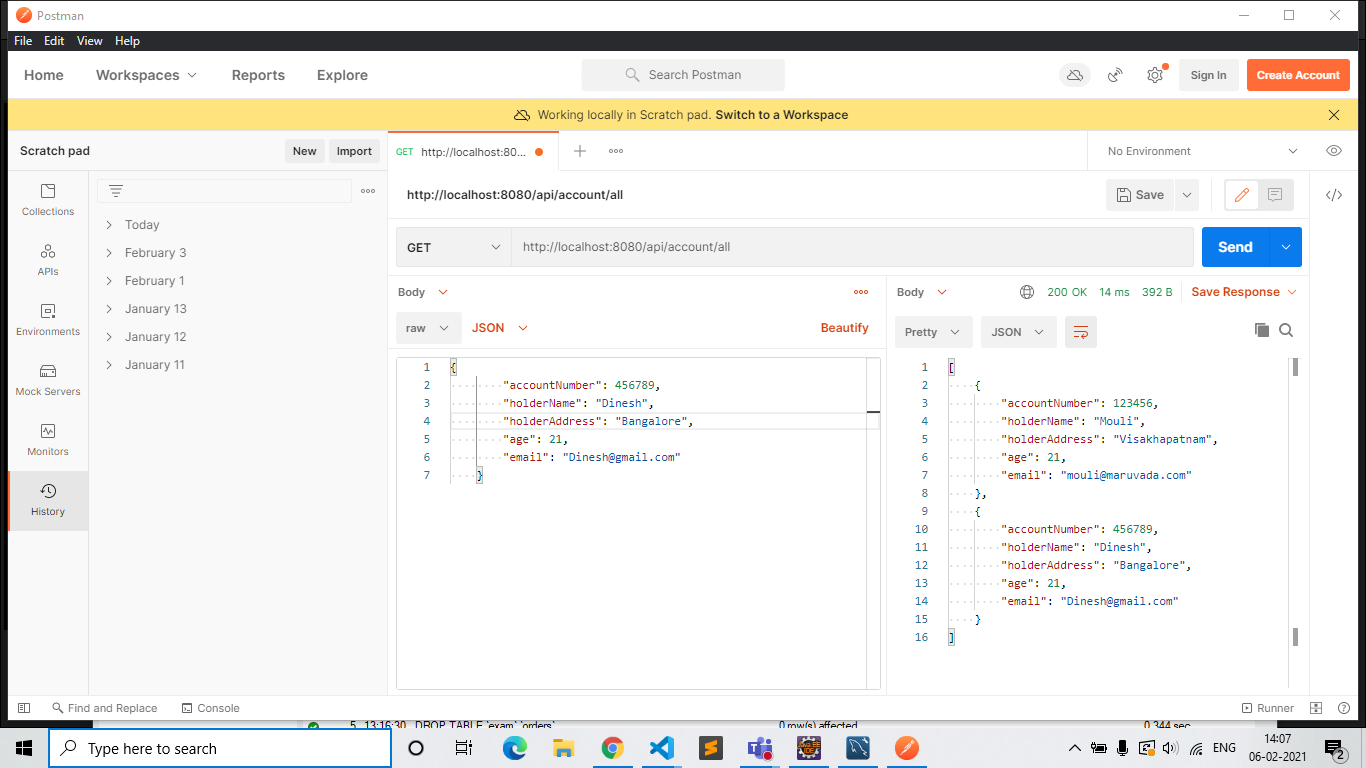 Postman
File Edit View Help
Home Workspaces Reports Explore Search Postman Sign In Create Account
Working locally in Scratch pad. Switch to a Workspace
Scratch pad New Import GET http://localhost:80... No Environment
http://localhost:8080/api/account/all Save
Collections
APIs
Environments
Mock Servers
Monitors
History
Today
February 3
February 1
January 13
January 12
January 11
GET http://localhost:8080/api/account/all Send
Body
raw JSON Beautify
1 {
2 "accountNumber": 456789,
3 "holderName": "Dinesh",
4 "holderAddress": "Bangalore",
5 "age": 21,
6 "email": "Dinesh@gmail.com"
7 }
Body 200 OK 14 ms 392 B Save Response
Pretty JSON
1 [
2 {
3 "accountNumber": 123456,
4 "holderName": "Mouli",
5 "holderAddress": "Visakhapatnam",
6 "age": 21,
7 "email": "mouli@maruvada.com"
8 },
9 {
10 "accountNumber": 456789,
11 "holderName": "Dinesh",
12 "holderAddress": "Bangalore",
13 "age": 21,
14 "email": "Dinesh@gmail.com"
15 }
16 ]
Find and Replace Console Runner
5 13:16:30 DROP TABLE `exam`.`orders` 0 row(s) affected 0.344 sec
Type here to search ENG 14:07
06-02-2021 2